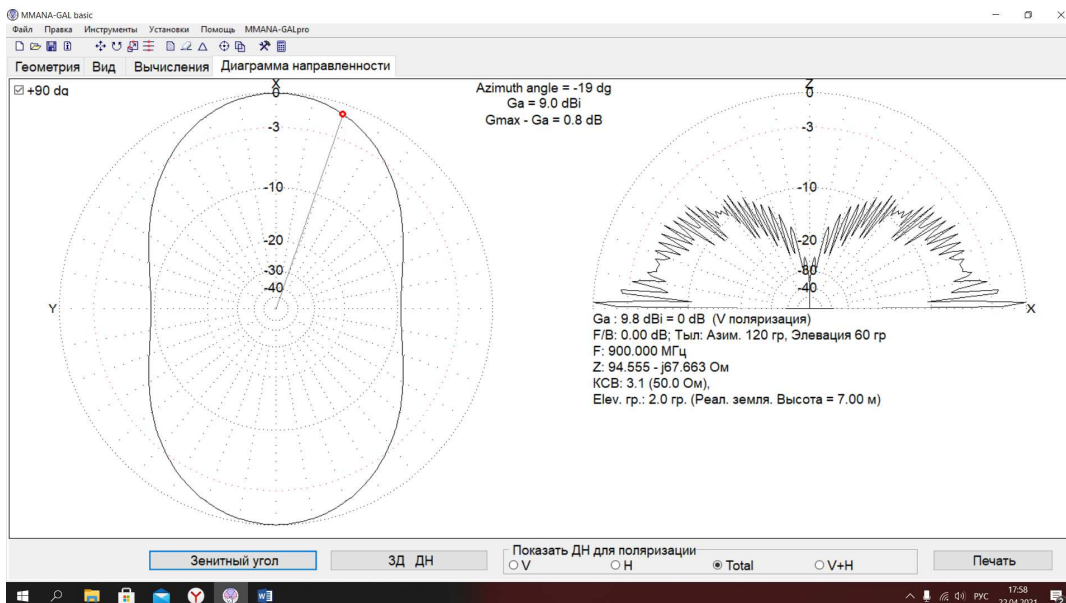 MMANA-GAL basic
Файл Правка Инструменты Установки Помощь MMANA-GALpro
Геометрия Вид Вычисления Диаграмма направленности
+90 dg
X
0
-3
-10
-20
-30
-40
Y
Azimuth angle = -19 dg
Ga = 9.0 dBi
Gmax - Ga = 0.8 dB
Z
0
-3
-10
-20
-30
-40
X
Ga : 9.8 dBi = 0 dB (V поляризация)
F/B: 0.00 dB; Тыл: Азим. 120 гр, Элевация 60 гр
F: 900.000 МГц
Z: 94.555 - j67.663 Ом
КСВ: 3.1 (50.0 Ом),
Elev. гр.: 2.0 гр. (Реал. земля. Высота = 7.00 м)
Зенитный угол
3Д ДН
Показать ДН для поляризации
V H Total V+H
Печать
РУС
17:58
22.04.2021